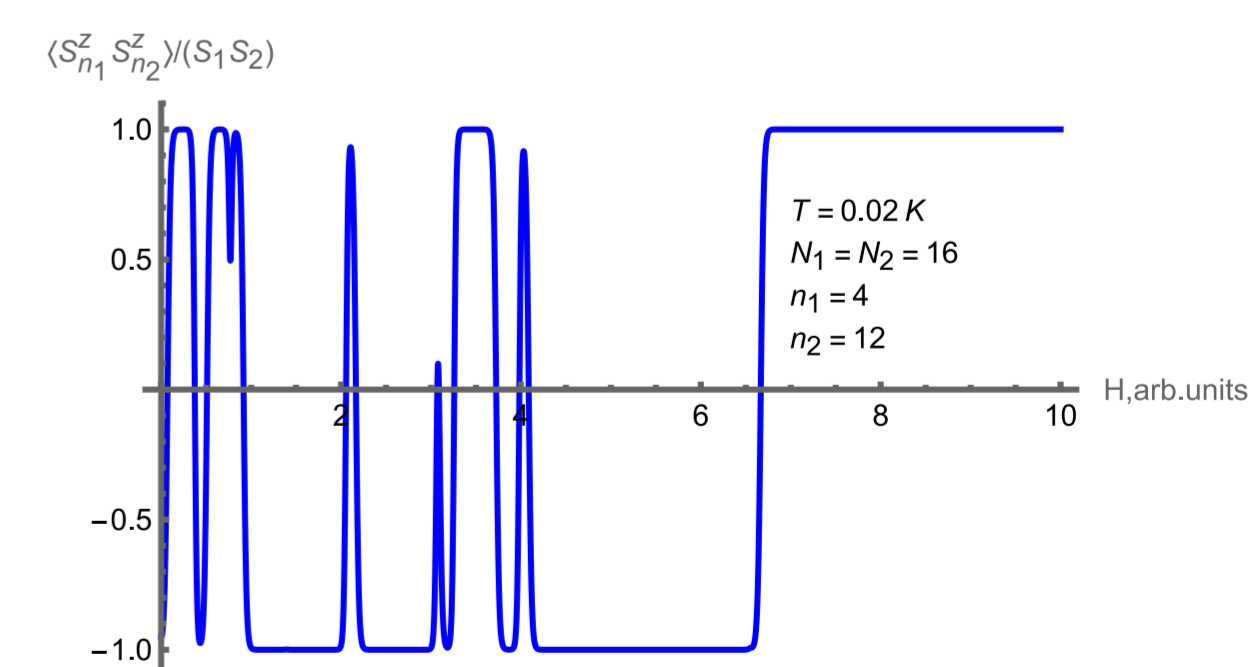 ⟨S^z_{n_1} S^z_{n_2}⟩/(S_1 S_2)
1.0
T = 0.02 K
N_1 = N_2 = 16
0.5
n_1 = 4
n_2 = 12
2 4 6 8 10 H,arb.units
−0.5
−1.0